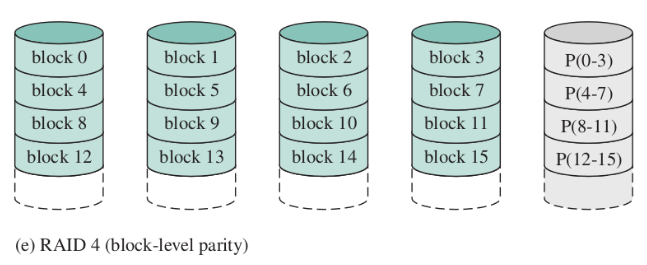 block 0 block 1 block 2 block 3 P(0-3)
block 4 block 5 block 6 block 7 P(4-7)
block 8 block 9 block 10 block 11 P(8-11)
block 12 block 13 block 14 block 15 P(12-15)
(e) RAID 4 (block-level parity)